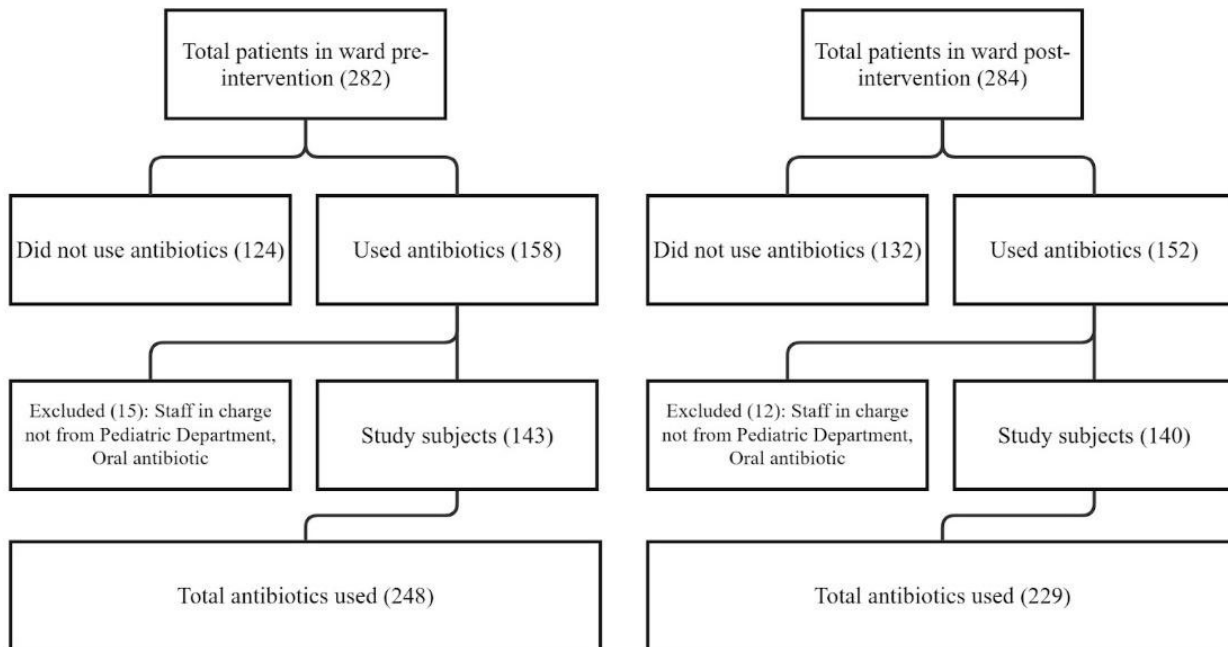 Total patients in ward pre-
intervention (282)
Did not use antibiotics (124)
Used antibiotics (158)
Excluded (15): Staff in charge
not from Pediatric Department,
Oral antibiotic
Study subjects (143)
Total antibiotics used (248)
Total patients in ward post-
intervention (284)
Did not use antibiotics (132)
Used antibiotics (152)
Excluded (12): Staff in charge
not from Pediatric Department,
Oral antibiotic
Study subjects (140)
Total antibiotics used (229)